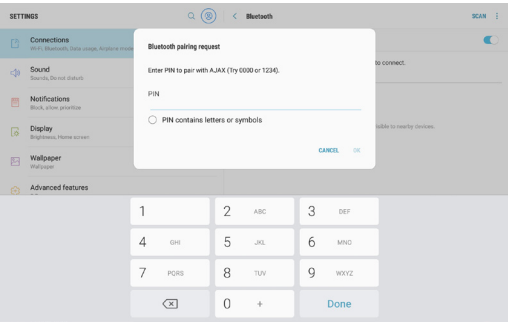 SETTINGS
Bluetooth
SCAN
Connections
Wi-Fi, Bluetooth, Data usage, Airplane mode
Sound
Sounds, Do not disturb
Notifications
Block, allow prioritize
Display
Brightness, Home screen
Wallpaper
Wallpaper
Advanced features
to connect.
visible to nearby devices.
Bluetooth pairing request
Enter PIN to pair with AJAX (Try 0000 or 1234).
PIN
PIN contains letters or symbols
CANCEL OK
1 2 ABC 3 DEF
4 GHI 5 JKL 6 MNO
7 PQRS 8 TUV 9 WXYZ
0 + Done